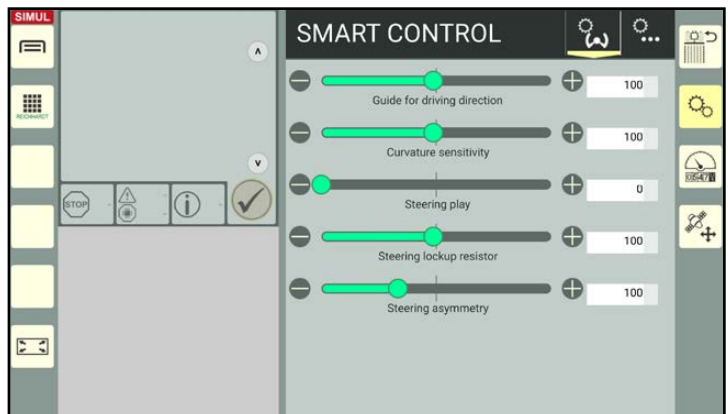 SIMUL
SMART CONTROL
Guide for driving direction
100
REICHHARDT
Curvature sensitivity
100
Steering play
0
STOP
Steering lockup resistor
100
Steering asymmetry
100